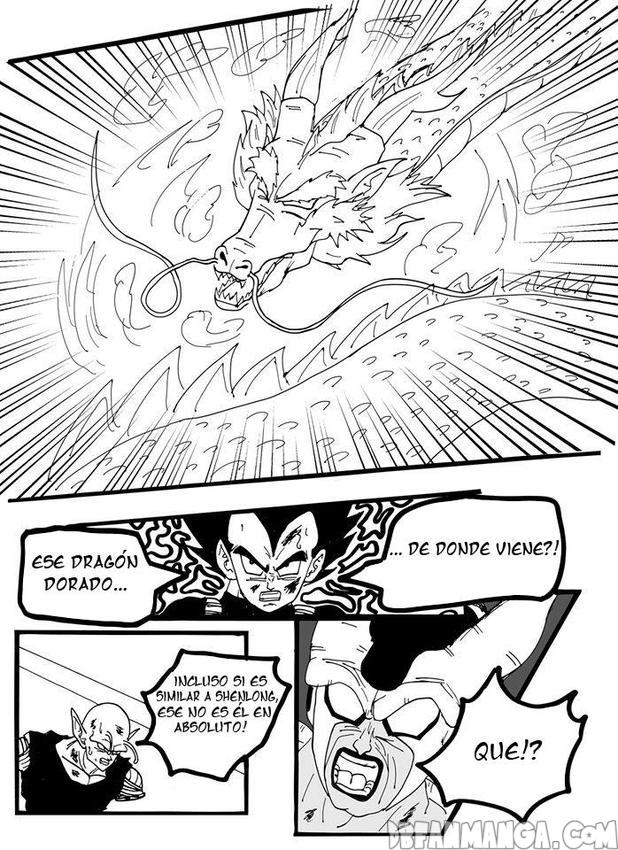 ESE DRAGÓN
DORADO...
... DE DONDE VIENE?!
INCLUSO SI ES
SIMILAR A SHENLONG,
ESE NO ES ÉL EN
ABSOLUTO!
QUE!?
DBFANMANGA.COM